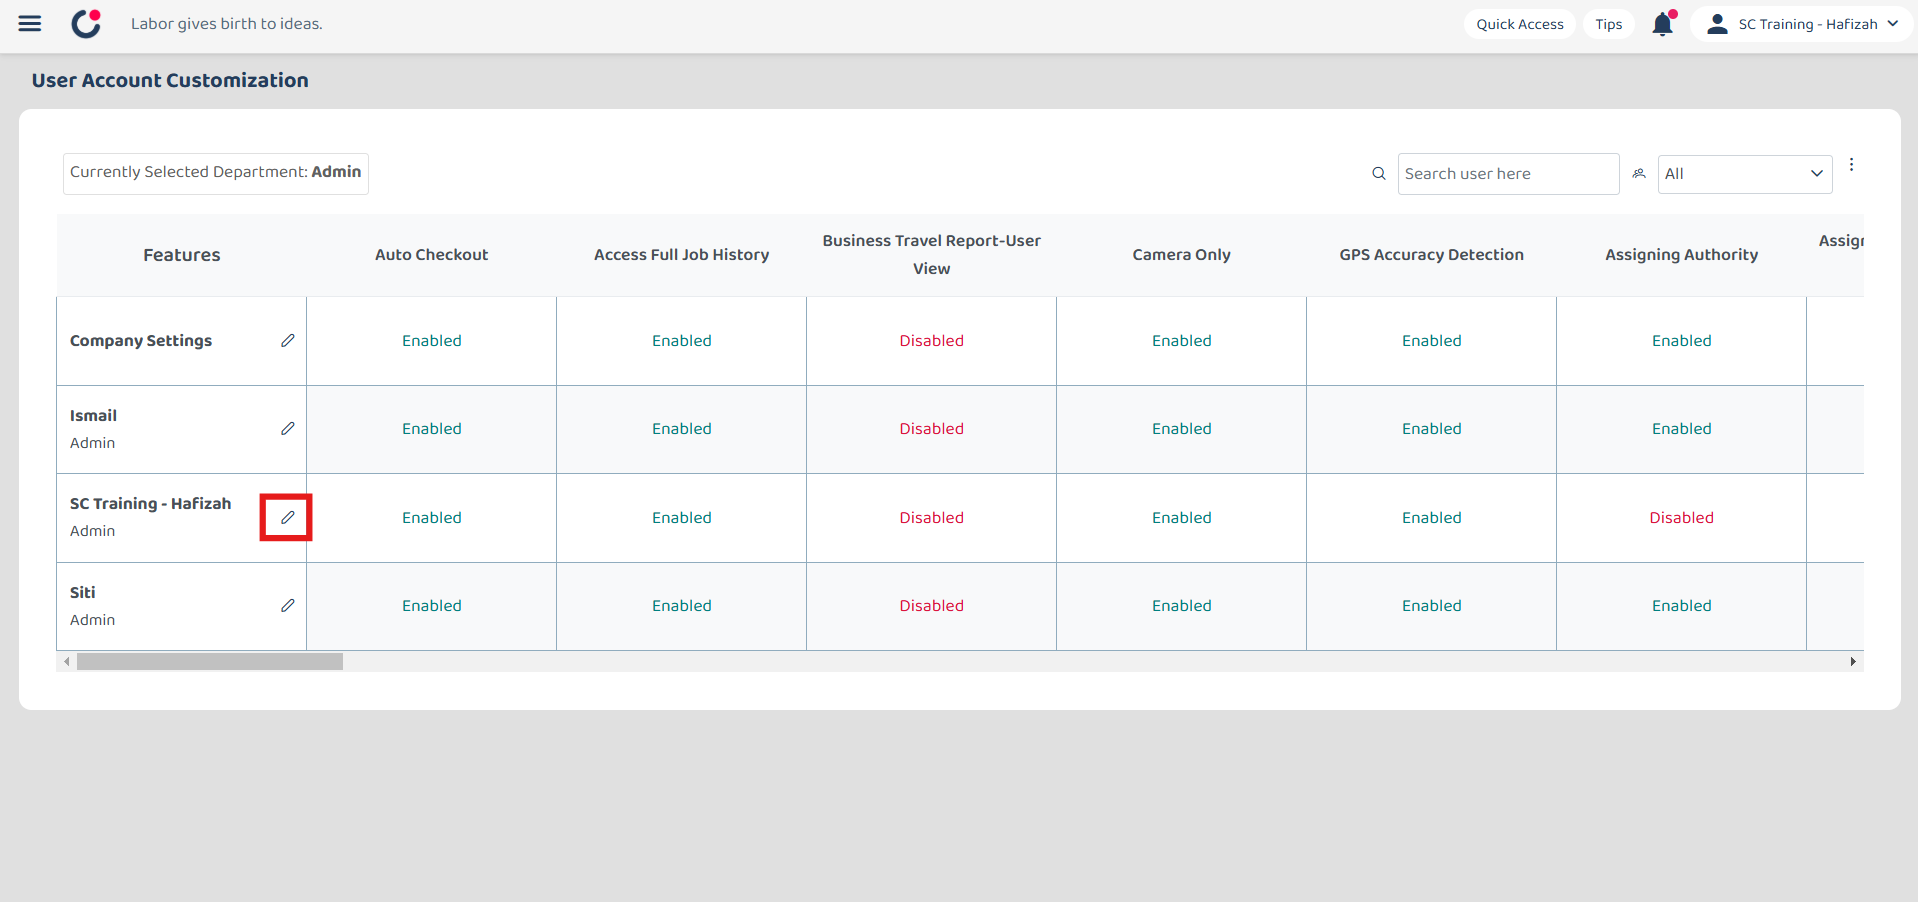 Labor gives birth to ideas.
Quick Access
Tips
SC Training - Hafizah
User Account Customization
Currently Selected Department: Admin
Search user here
All
Features
Auto Checkout
Access Full Job History
Business Travel Report-User
View
Camera Only
GPS Accuracy Detection
Assigning Authority
Assign
Company Settings
Enabled
Enabled
Disabled
Enabled
Enabled
Enabled
Ismail
Admin
Enabled
Enabled
Disabled
Enabled
Enabled
Enabled
SC Training - Hafizah
Admin
Enabled
Enabled
Disabled
Enabled
Enabled
Disabled
Siti
Admin
Enabled
Enabled
Disabled
Enabled
Enabled
Enabled